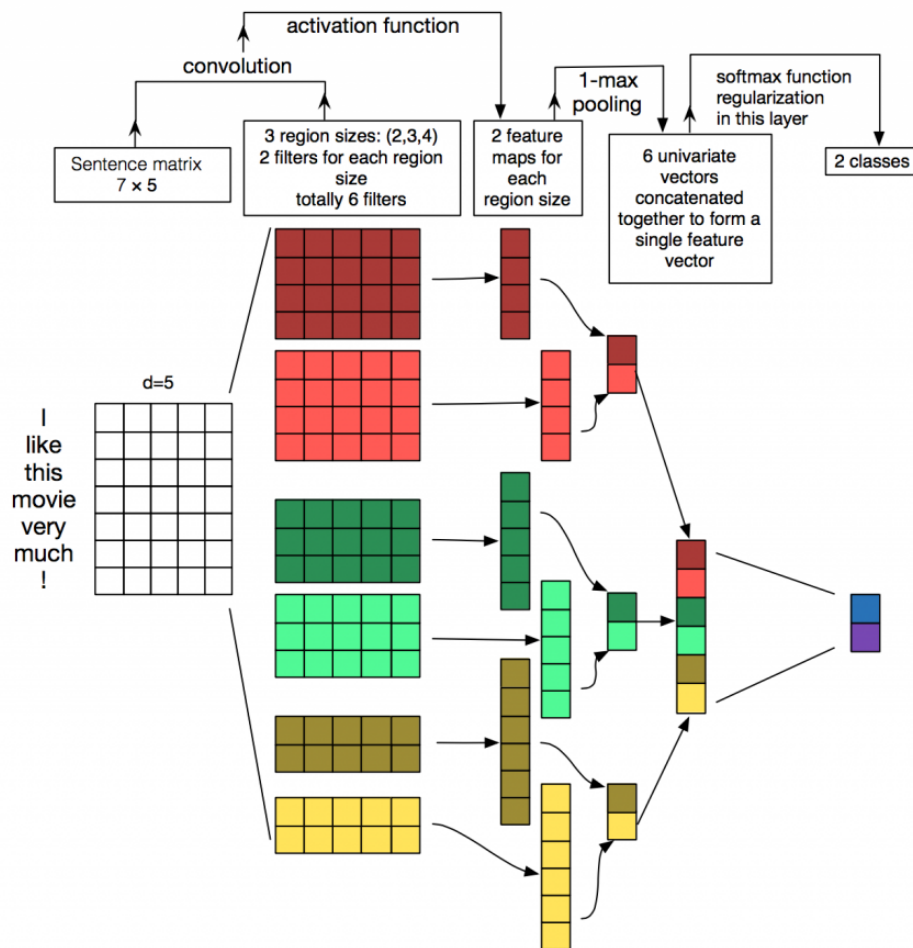 activation function
convolution
1-max
pooling
softmax function
regularization
in this layer
Sentence matrix
7 × 5
3 region sizes: (2,3,4)
2 filters for each region
size
totally 6 filters
2 feature
maps for
each
region size
6 univariate
vectors
concatenated
together to form a
single feature
vector
2 classes
d=5
I
like
this
movie
very
much
!